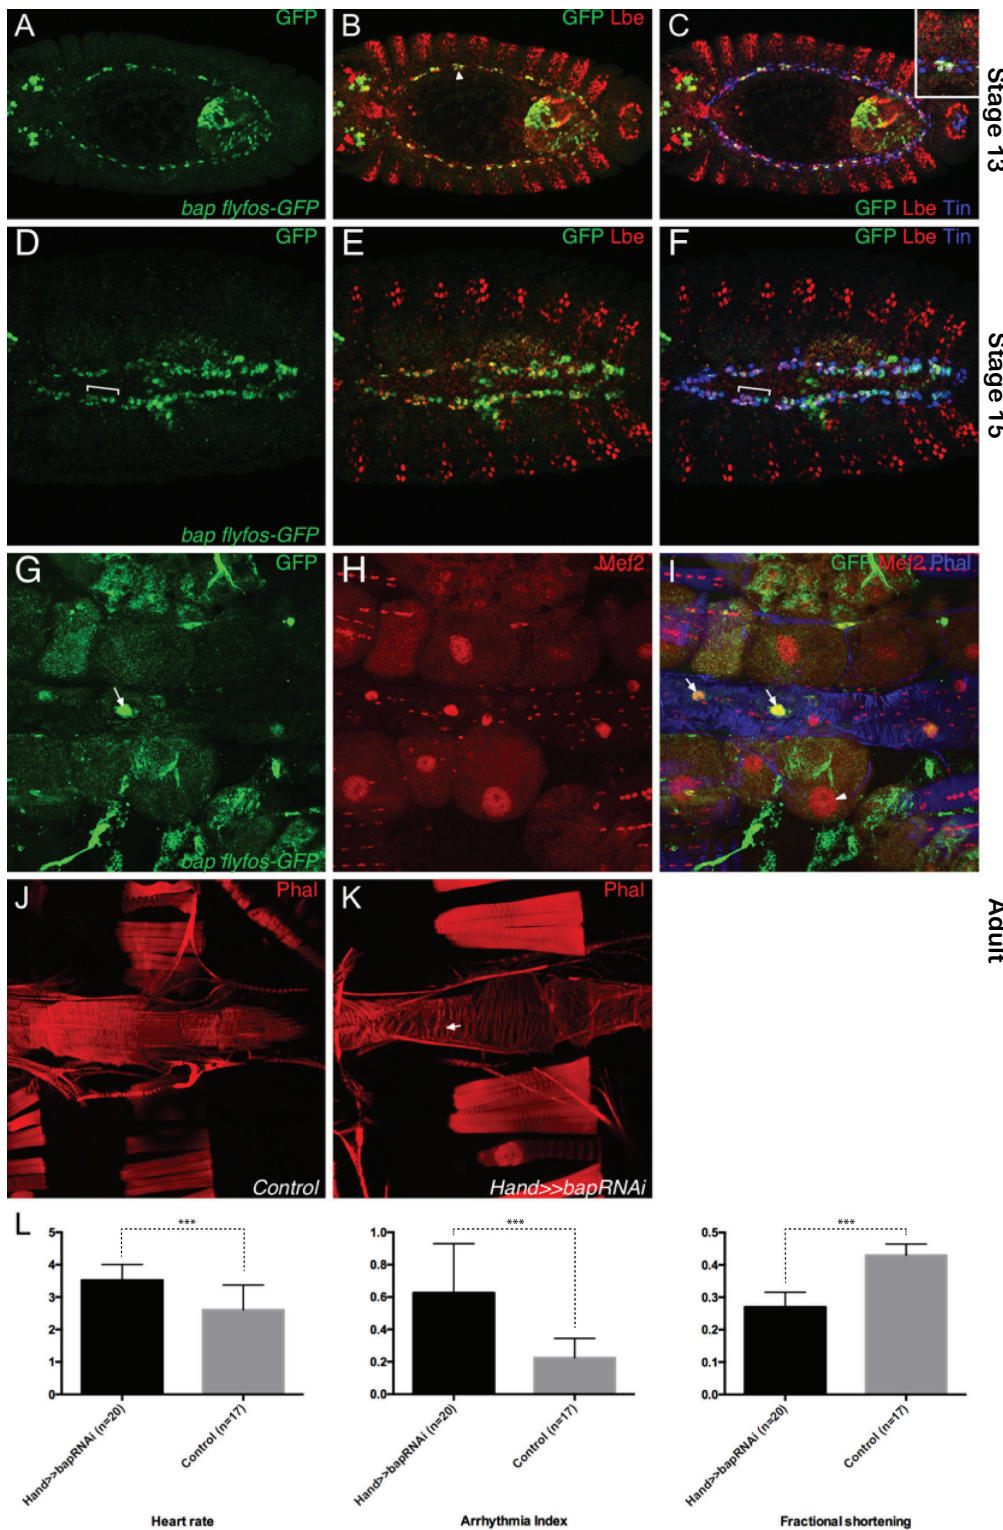 A
GFP
bap flyfos-GFP
B
GFP Lbe
C
GFP Lbe Tin
Stage 13
D
GFP
bap flyfos-GFP
E
GFP Lbe
F
GFP Lbe Tin
Stage 15
G
GFP
bap flyfos-GFP
H
Mef2
I
GFP Mef2 Phal
J
Phal
Control
K
Phal
Hand>>bapRNAi
Adult
L
***
5
4
3
2
1
0
Hand>>bapRNAi (n=20)
Control (n=17)
Heart rate
***
1.0
0.8
0.6
0.4
0.2
0.0
Hand>>bapRNAi (n=20)
Control (n=17)
Arrhythmia Index
***
0.5
0.4
0.3
0.2
0.1
0.0
Hand>>bapRNAi (n=20)
Control (n=17)
Fractional shortening